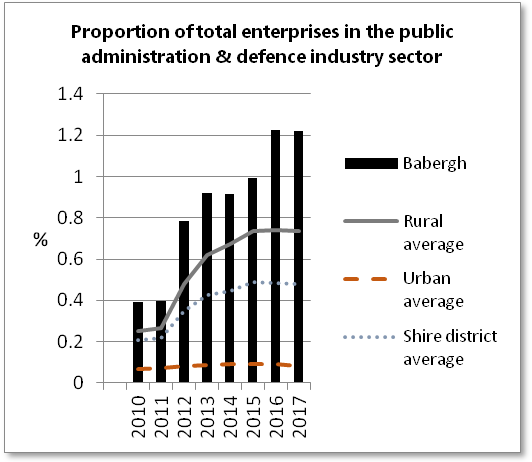 Proportion of total enterprises in the public
administration & defence industry sector
1.4
1.2
1
0.8
0.6
0.4
0.2
0
%
2010
2011
2012
2013
2014
2015
2016
2017
Babergh
Rural
average
Urban
average
Shire district
average